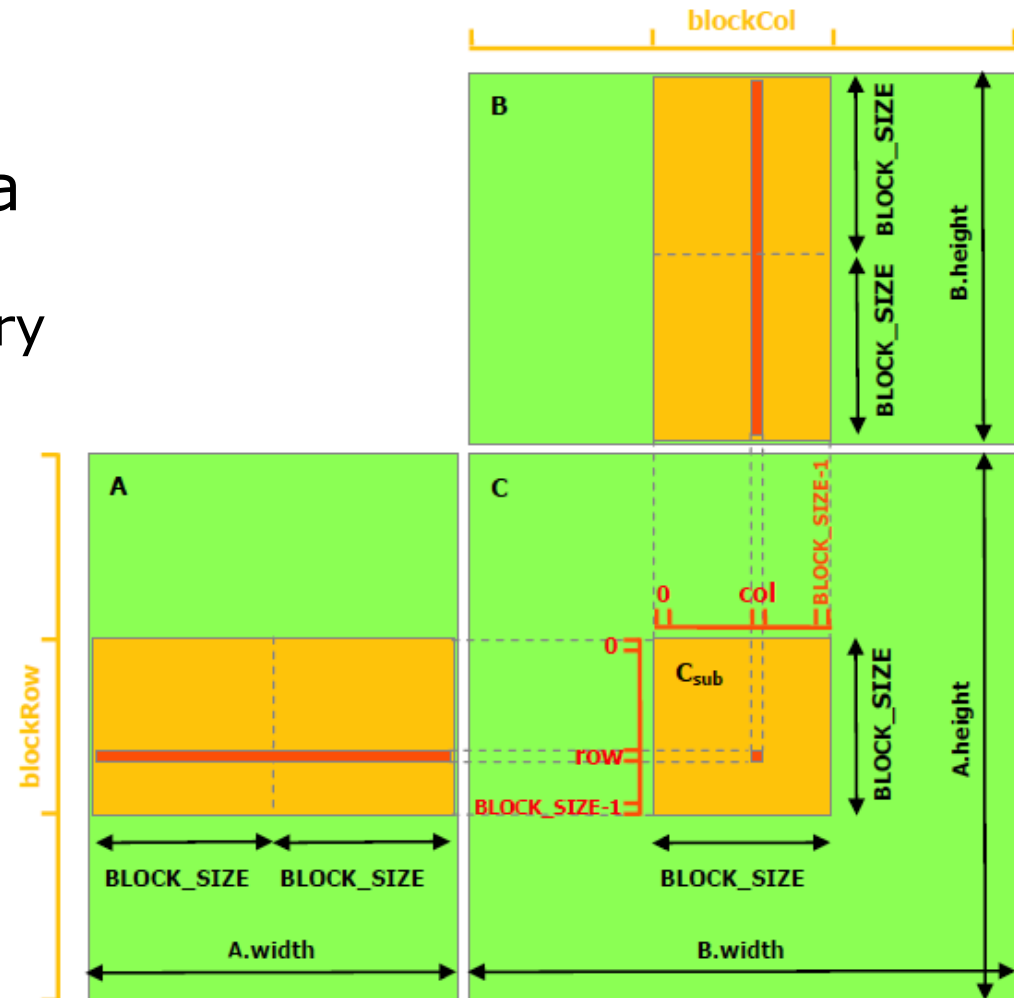 blockCol
B
BLOCK_SIZE
BLOCK_SIZE
B.height
a
ry
A
C
BLOCK_SIZE-1
0 col
blockRow
0
row
BLOCK_SIZE-1
Csub
BLOCK_SIZE
A.height
BLOCK_SIZE BLOCK_SIZE
BLOCK_SIZE
A.width
B.width